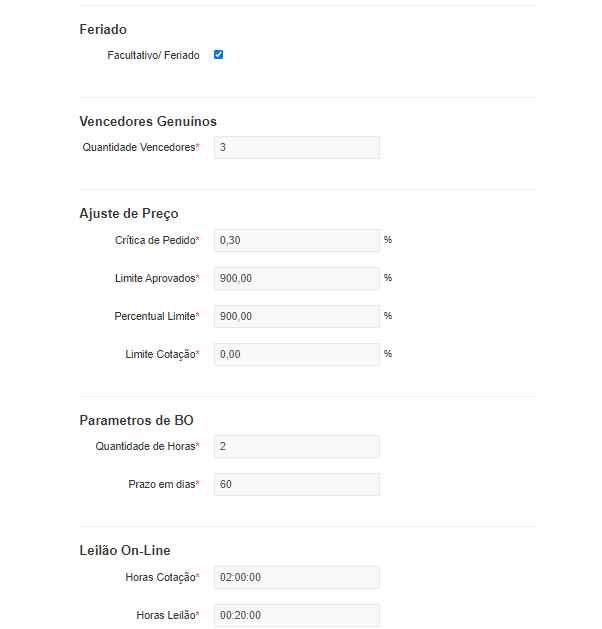 Feriado
Facultativo/ Feriado
Vencedores Genuínos
Quantidade Vencedores* 3
Ajuste de Preço
Crítica de Pedido* 0,30 %
Limite Aprovados* 900,00 %
Percentual Limite* 900,00 %
Limite Cotação* 0,00 %
Parametros de BO
Quantidade de Horas* 2
Prazo em dias* 60
Leilão On-Line
Horas Cotação* 02:00:00
Horas Leilão* 00:20:00